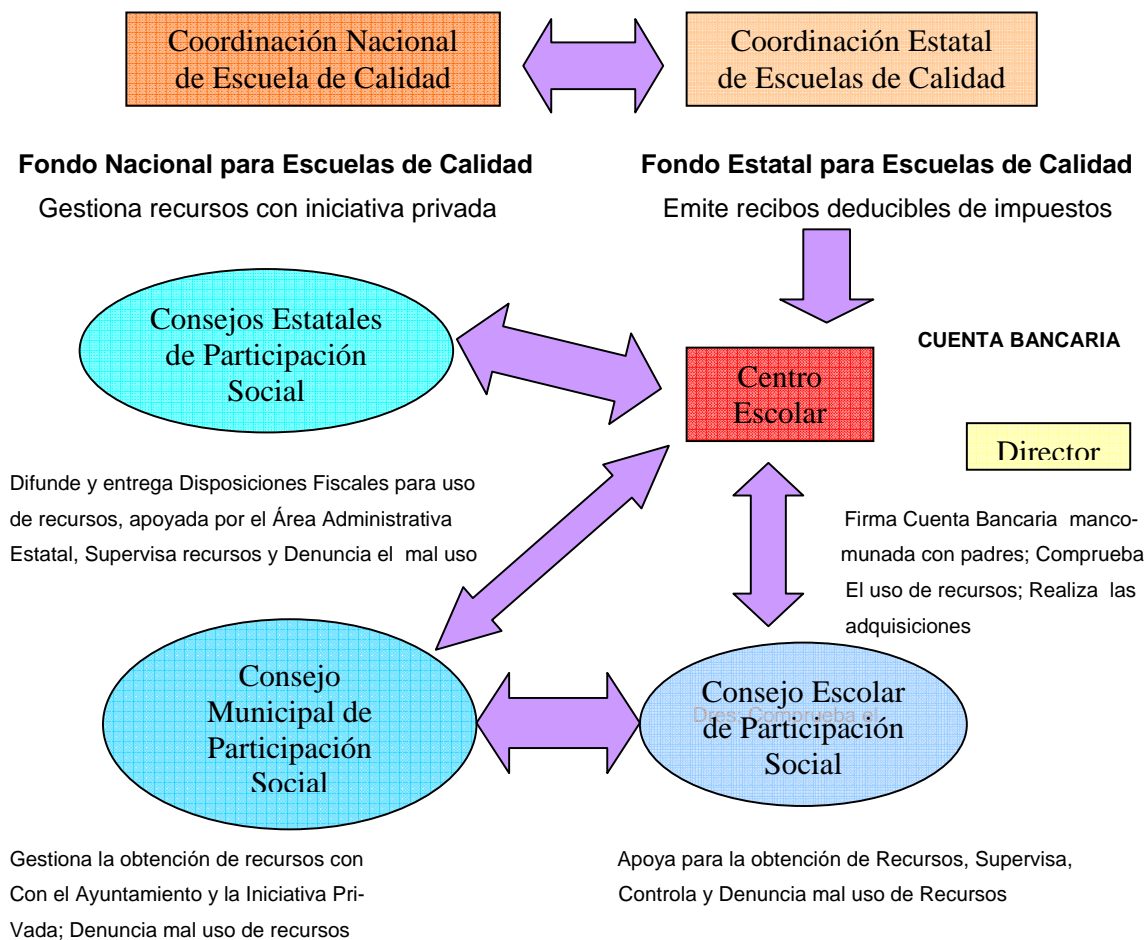 Coordinación Nacional
de Escuela de Calidad
Coordinación Estatal
de Escuelas de Calidad
Fondo Nacional para Escuelas de Calidad
Fondo Estatal para Escuelas de Calidad
Gestiona recursos con iniciativa privada
Emite recibos deducibles de impuestos
Consejos Estatales
de Participación
Social
CUENTA BANCARIA
Centro
Escolar
Director
Difunde y entrega Disposiciones Fiscales para uso
de recursos, apoyada por el Área Administrativa
Estatal, Supervisa recursos y Denuncia el mal uso
Firma Cuenta Bancaria manco-
munada con padres; Comprueba
El uso de recursos; Realiza las
adquisiciones
Consejo
Municipal de
Participación
Social
Consejo Escolar
Dres; Comprueba el
de Participación
Social
Gestiona la obtención de recursos con
Con el Ayuntamiento y la Iniciativa Pri-
Vada; Denuncia mal uso de recursos
Apoya para la obtención de Recursos, Supervisa,
Controla y Denuncia mal uso de Recursos